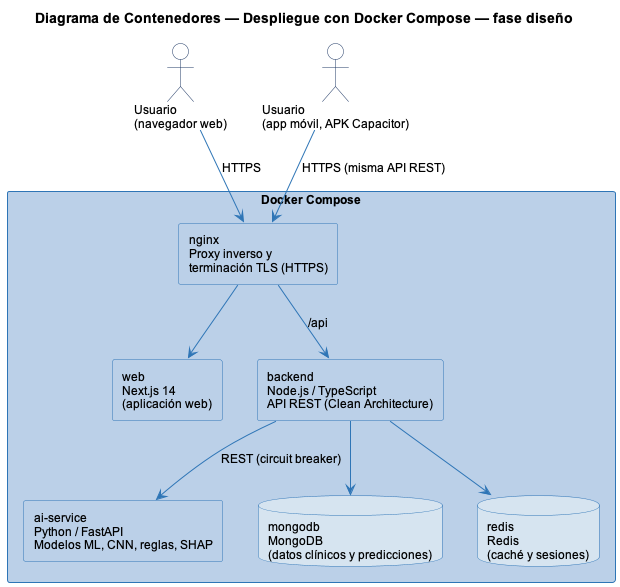 Diagrama de Contenedores — Despliegue con Docker Compose — fase diseño
Usuario
(navegador web)
Usuario
(app móvil, APK Capacitor)
HTTPS
HTTPS (misma API REST)
Docker Compose
nginx
Proxy inverso y
terminación TLS (HTTPS)
/api
web
Next.js 14
(aplicación web)
backend
Node.js / TypeScript
API REST (Clean Architecture)
REST (circuit breaker)
ai-service
Python / FastAPI
Modelos ML, CNN, reglas, SHAP
mongodb
MongoDB
(datos clínicos y predicciones)
redis
Redis
(caché y sesiones)